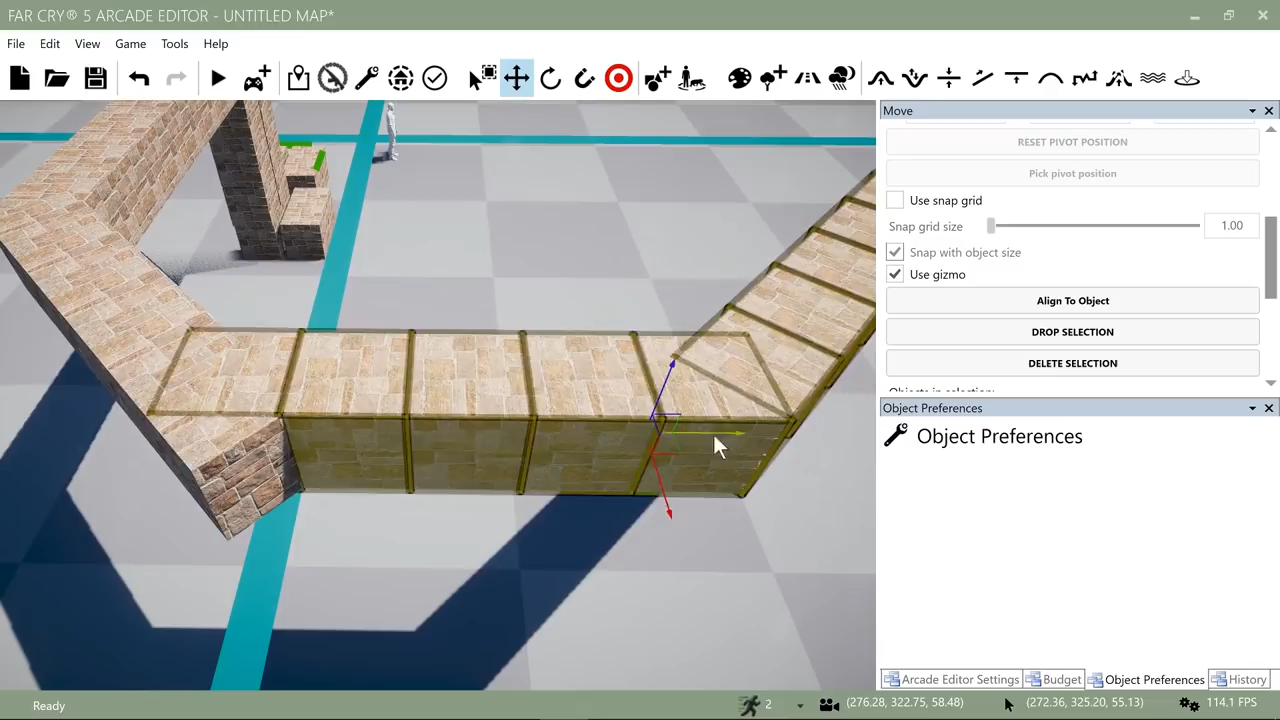 FAR CRY® 5 ARCADE EDITOR - UNTITLED MAP*
File Edit View Game Tools Help
Move
RESET PIVOT POSITION
Pick pivot position
Use snap grid
Snap grid size 1.00
Snap with object size
Use gizmo
Align To Object
DROP SELECTION
DELETE SELECTION
Object Preferences
Object Preferences
Arcade Editor Settings Budget Object Preferences History
Ready 2 (276.28, 322.75, 58.48) (272.36, 325.20, 55.13) 114.1 FPS